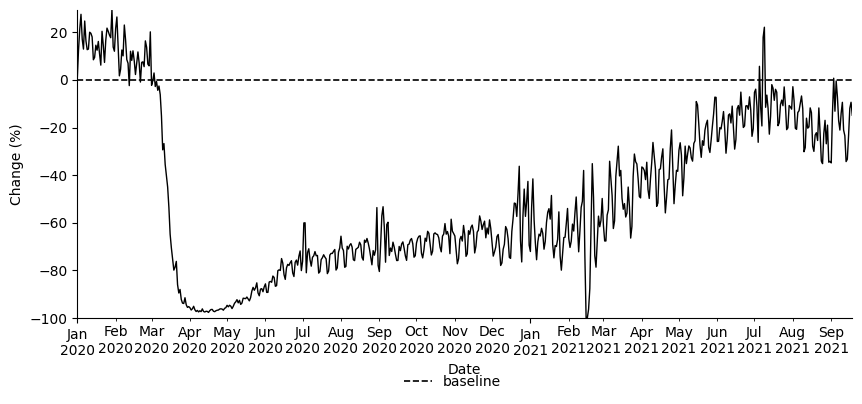 20
0
−20
−40
−60
−80
−100
Change (%)
Jan Feb Mar Apr May Jun Jul Aug Sep Oct Nov Dec Jan Feb Mar Apr May Jun Jul Aug Sep
2020 2020 2020 2020 2020 2020 2020 2020 2020 2020 2020 2020 2021 2021 2021 2021 2021 2021 2021 2021 2021
Date
baseline